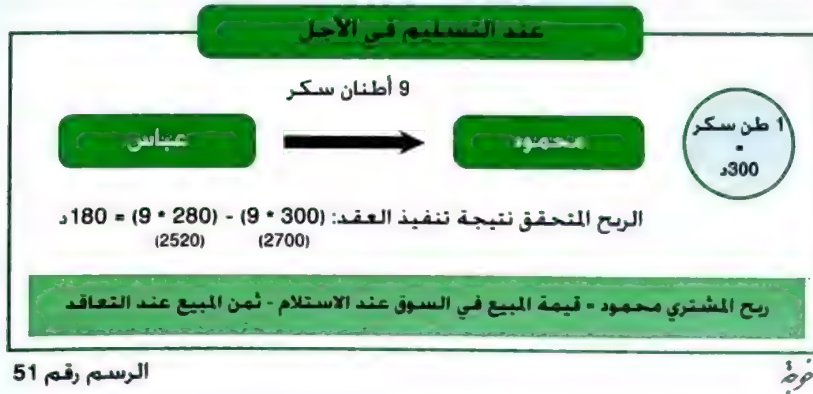 عند التسليم في الأجل
9 أطنان سكر
1 طن سكر
=
300د
محمود
عباس
الربح المتحقق نتيجة تنفيذ العقد: (300 * 9) - (280 * 9) = 180د
(2700) (2520)
ربح المشتري محمود = قيمة المبيع في السوق عند الاستلام - ثمن المبيع عند التعاقد
الرسم رقم 51